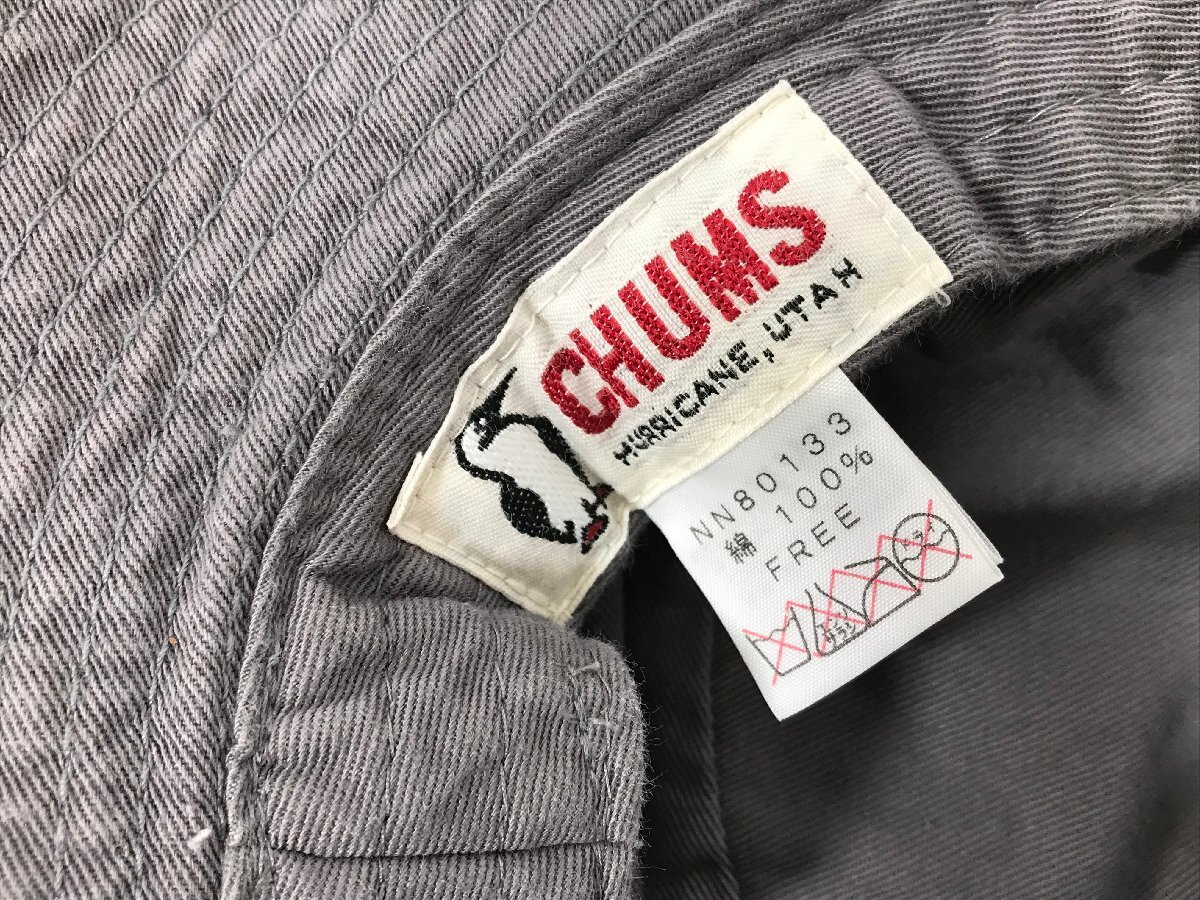 CHUMS
HURRICANE, UTAH
NN80133
綿 100%
FREE